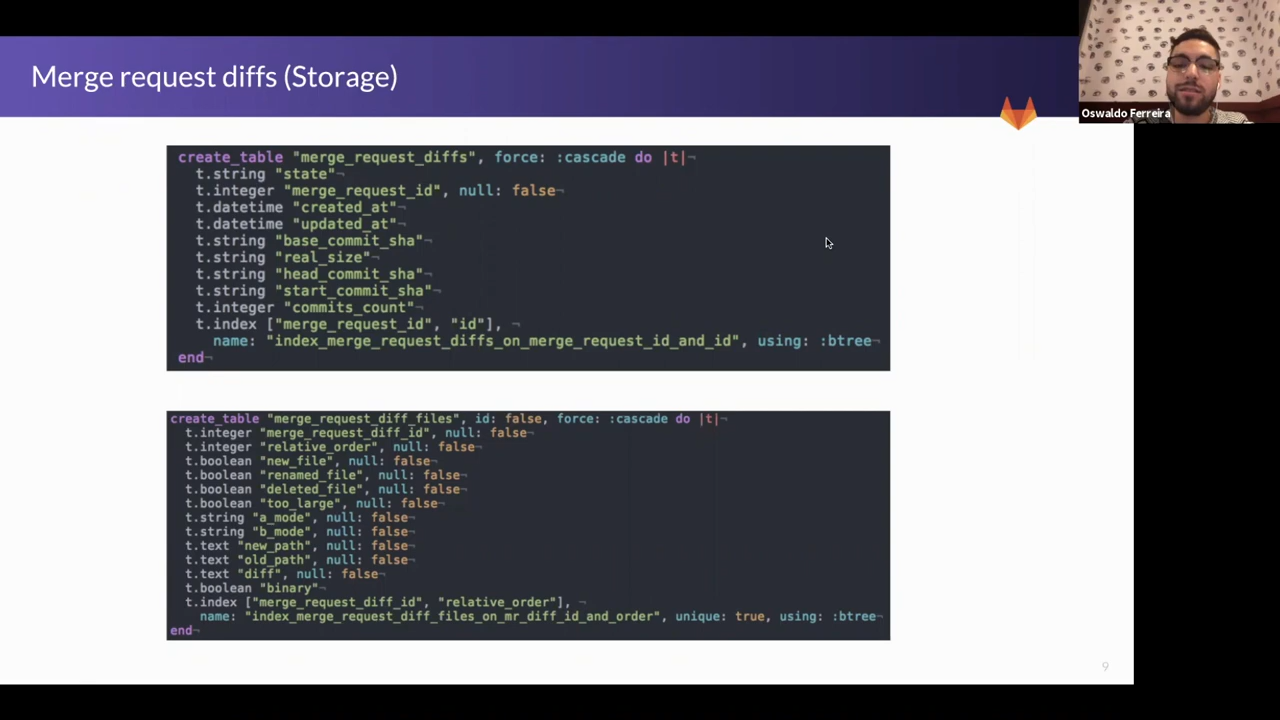 Merge request diffs (Storage)
Oswaldo Ferreira
create_table "merge_request_diffs", force: :cascade do |t|¬
t.string "state"¬
t.integer "merge_request_id", null: false¬
t.datetime "created_at"¬
t.datetime "updated_at"¬
t.string "base_commit_sha"¬
t.string "real_size"¬
t.string "head_commit_sha"¬
t.string "start_commit_sha"¬
t.integer "commits_count"¬
t.index ["merge_request_id", "id"], ¬
name: "index_merge_request_diffs_on_merge_request_id_and_id", using: :btree¬
end¬
create_table "merge_request_diff_files", id: false, force: :cascade do |t|¬
t.integer "merge_request_diff_id", null: false¬
t.integer "relative_order", null: false¬
t.boolean "new_file", null: false¬
t.boolean "renamed_file", null: false¬
t.boolean "deleted_file", null: false¬
t.boolean "too_large", null: false¬
t.string "a_mode", null: false¬
t.string "b_mode", null: false¬
t.text "new_path", null: false¬
t.text "old_path", null: false¬
t.text "diff", null: false¬
t.boolean "binary"¬
t.index ["merge_request_diff_id", "relative_order"], ¬
name: "index_merge_request_diff_files_on_mr_diff_id_and_order", unique: true, using: :btree¬
end¬
9